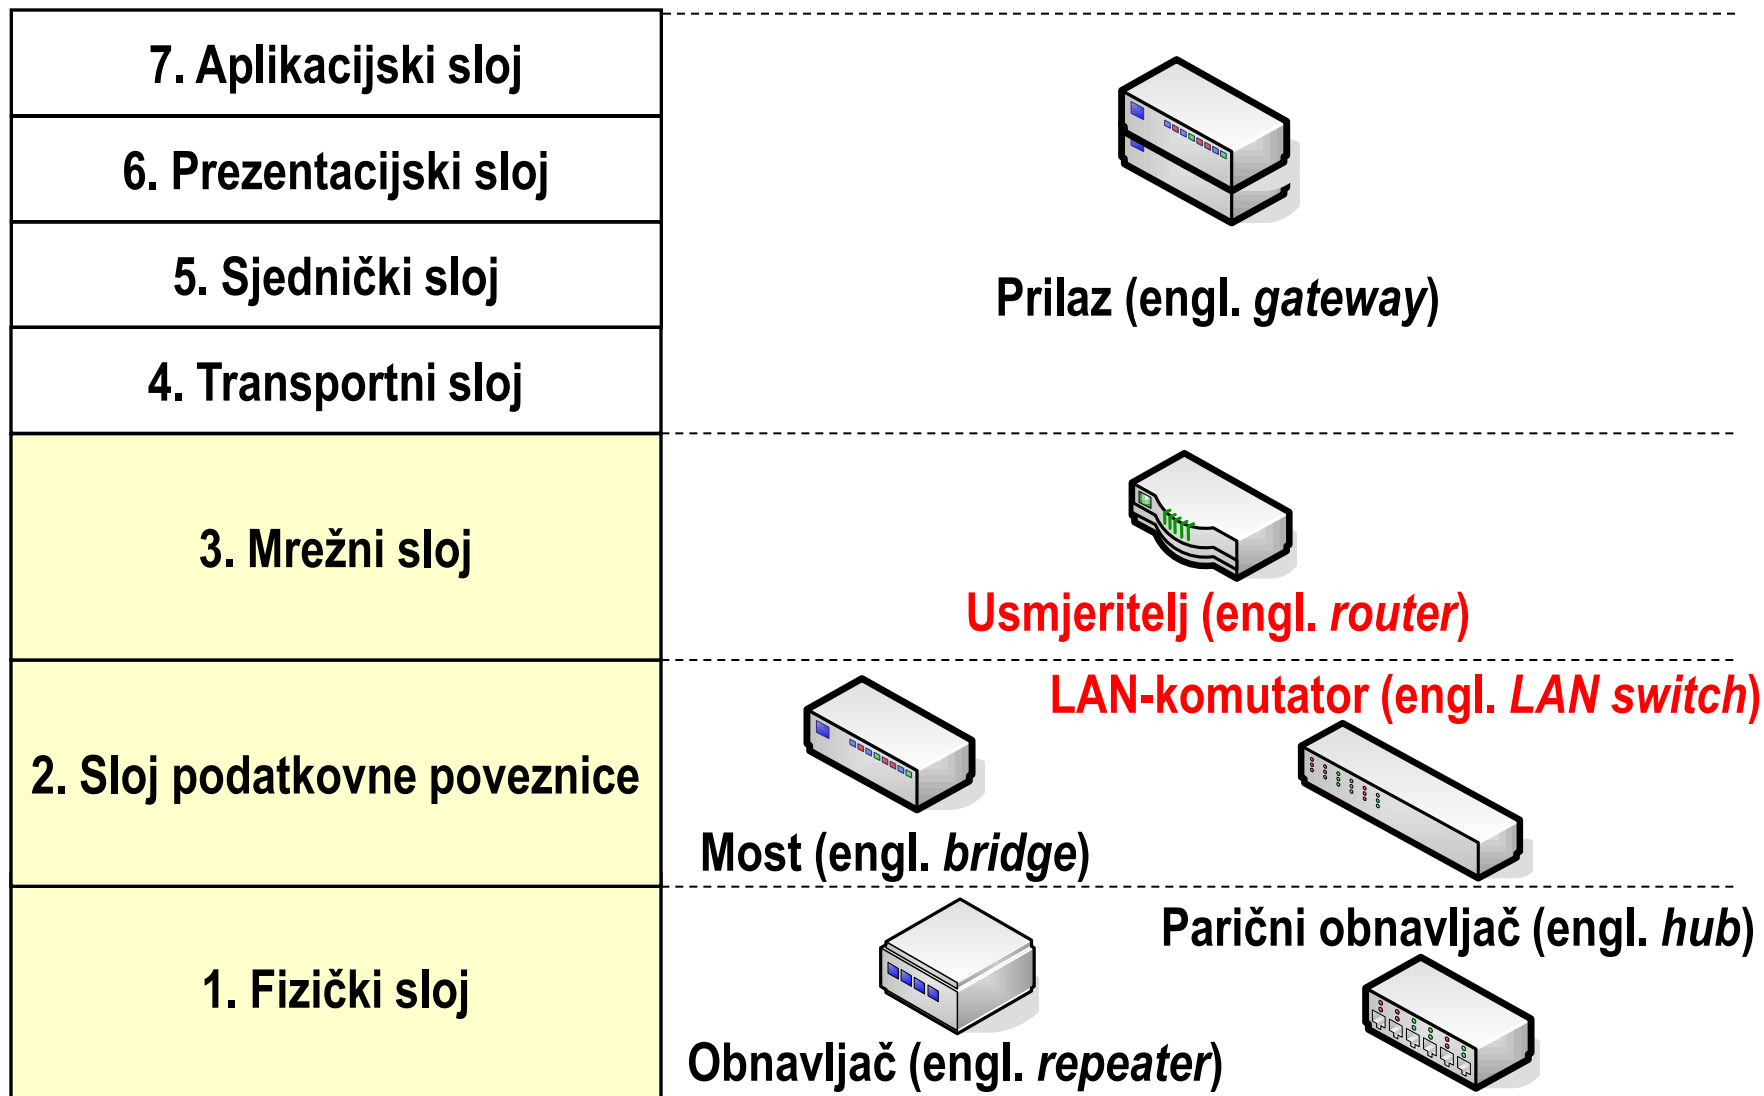 7. Aplikacijski sloj
6. Prezentacijski sloj
5. Sjednički sloj
Prilaz (engl. gateway)
4. Transportni sloj
3. Mrežni sloj
Usmjeritelj (engl. router)
LAN-komutator (engl. LAN switch)
2. Sloj podatkovne poveznice
Most (engl. bridge)
Parični obnavljač (engl. hub)
1. Fizički sloj
Obnavljač (engl. repeater)